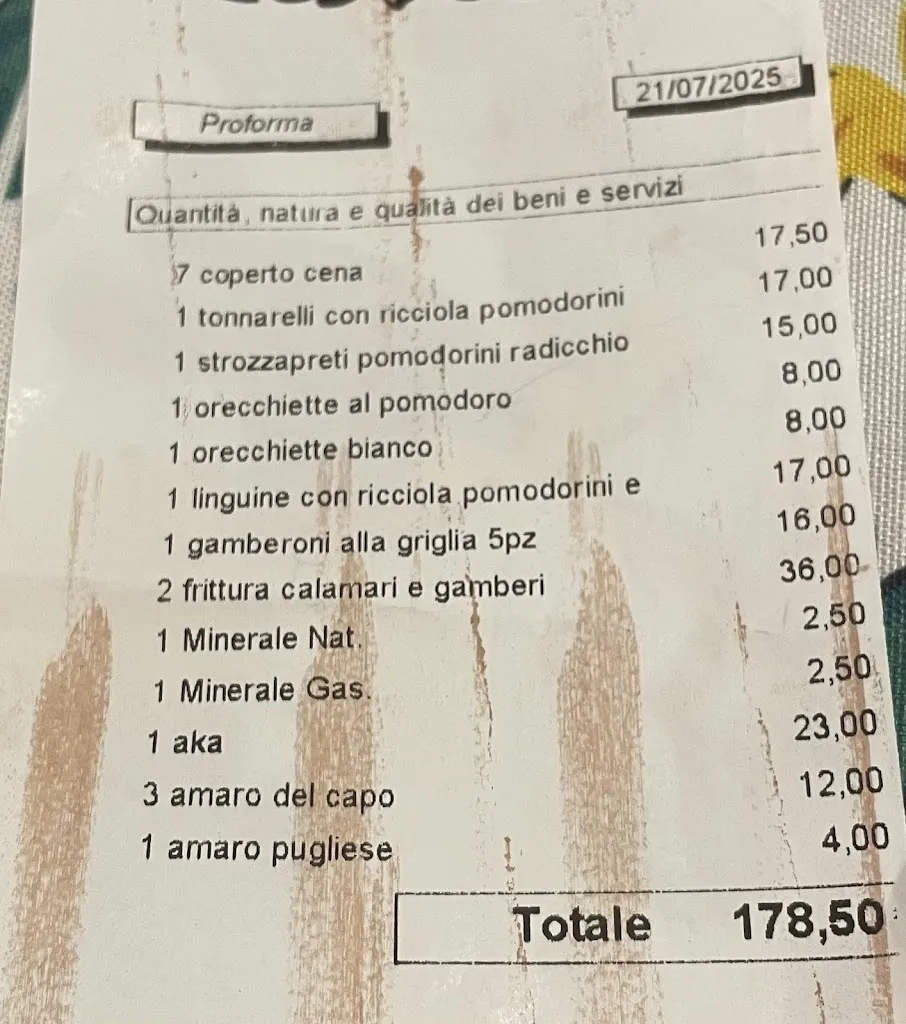 Proforma 21/07/2025
Quantità, natura e qualità dei beni e servizi
7 coperto cena 17,50
1 tonnarelli con ricciola pomodorini 17,00
1 strozzapreti pomodorini radicchio 15,00
1 orecchiette al pomodoro 8,00
1 orecchiette bianco 8,00
1 linguine con ricciola pomodorini e 17,00
1 gamberoni alla griglia 5pz 16,00
2 frittura calamari e gamberi 36,00
1 Minerale Nat. 2,50
1 Minerale Gas. 2,50
1 aka 23,00
3 amaro del capo 12,00
1 amaro pugliese 4,00
Totale 178,50